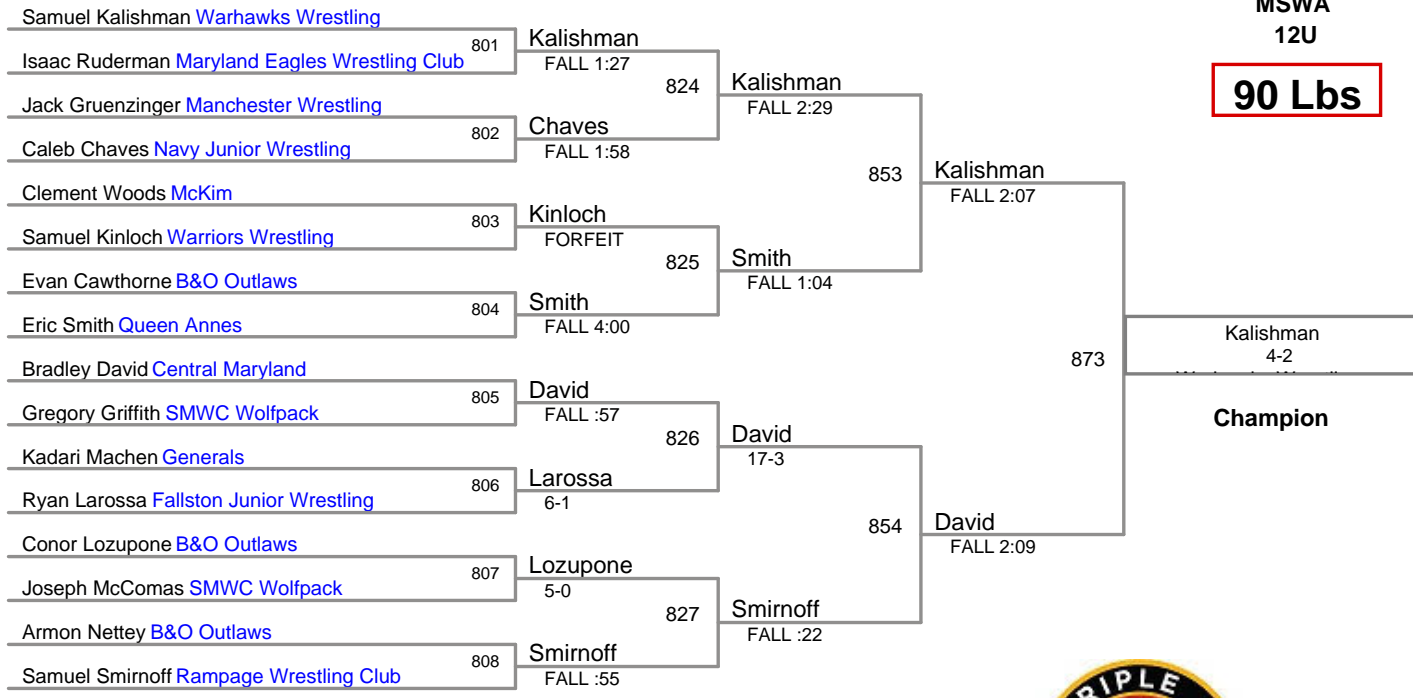 MSWA
12U
90 Lbs
Samuel Kalishman Warhawks Wrestling
801
Isaac Ruderman Maryland Eagles Wrestling Club
Kalishman
FALL 1:27
Jack Gruenzinger Manchester Wrestling
802
Caleb Chaves Navy Junior Wrestling
Chaves
FALL 1:58
824
Kalishman
FALL 2:29
Clement Woods McKim
803
Samuel Kinloch Warriors Wrestling
Kinloch
FORFEIT
Evan Cawthorne B&O Outlaws
804
Eric Smith Queen Annes
Smith
FALL 4:00
825
Smith
FALL 1:04
853
Kalishman
FALL 2:07
Bradley David Central Maryland
805
Gregory Griffith SMWC Wolfpack
David
FALL :57
Kadari Machen Generals
806
Ryan Larossa Fallston Junior Wrestling
Larossa
6-1
826
David
17-3
Conor Lozupone B&O Outlaws
807
Joseph McComas SMWC Wolfpack
Lozupone
5-0
Armon Nettey B&O Outlaws
808
Samuel Smirnoff Rampage Wrestling Club
Smirnoff
FALL :55
827
Smirnoff
FALL :22
854
David
FALL 2:09
873
Kalishman
4-2
Champion
RIPLE